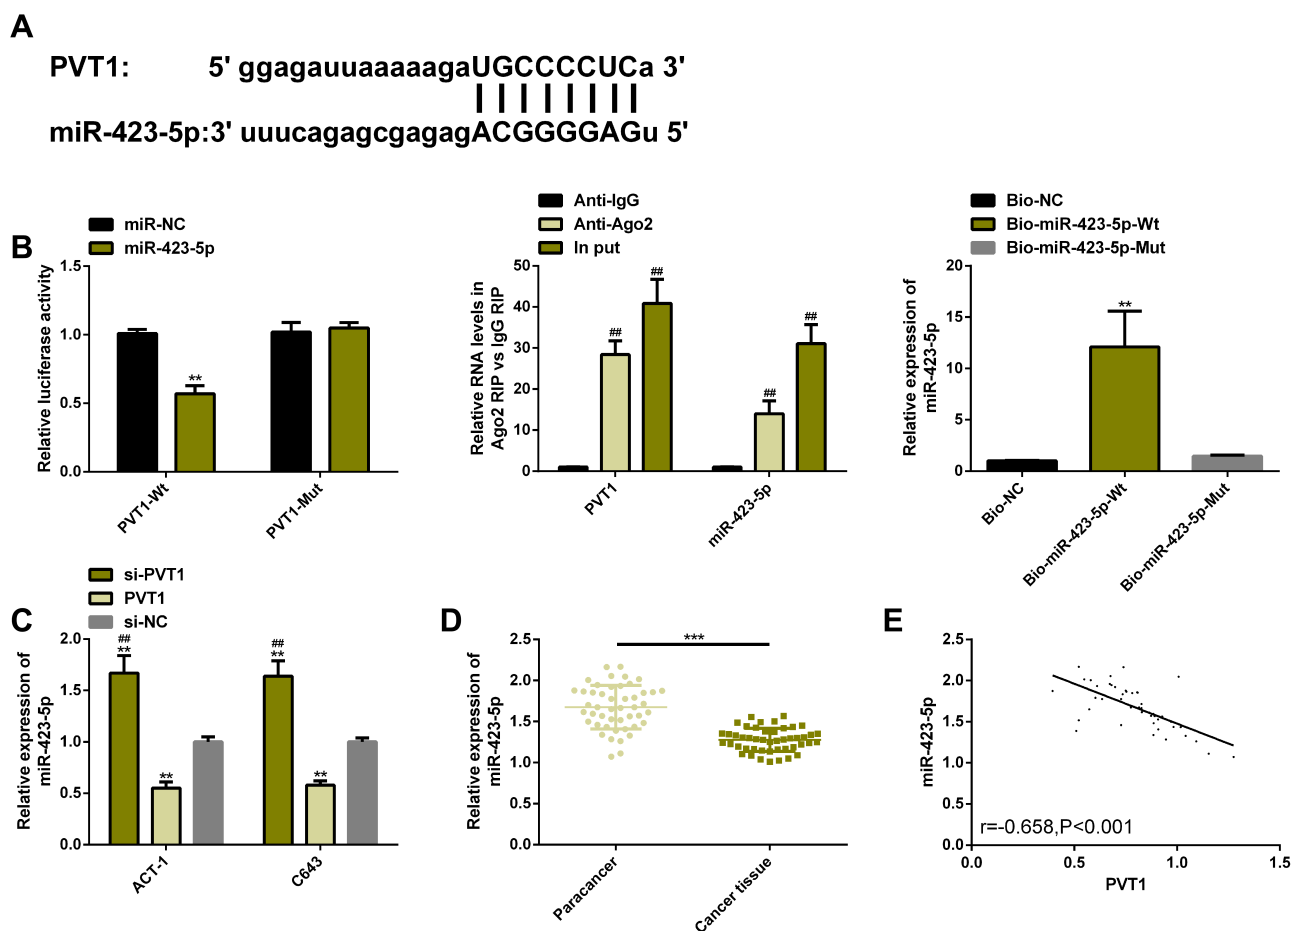 A
PVT1: 5' ggagauuaaaaagaUGCCCCUCa 3'
miR-423-5p:3' uuucagagcgagagACGGGGAGu 5'
B
miR-NC
miR-423-5p
Relative luciferase activity
1.5
1.0
0.5
0.0
**
PVT1-Wt
PVT1-Mut
Anti-IgG
Anti-Ago2
In put
Relative RNA levels in
Ago2 RIP vs IgG RIP
50
40
30
20
10
0
##
##
##
##
PVT1
miR-423-5p
Bio-NC
Bio-miR-423-5p-Wt
Bio-miR-423-5p-Mut
Relative expression of
miR-423-5p
20
15
10
5
0
**
Bio-NC
Bio-miR-423-5p-Wt
Bio-miR-423-5p-Mut
C
si-PVT1
PVT1
si-NC
Relative expression of
miR-423-5p
2.0
1.5
1.0
0.5
0.0
##
**
**
##
**
**
ACT-1
C643
D
Relative expression of
miR-423-5p
2.5
2.0
1.5
1.0
0.5
0.0
***
Paracancer
Cancer tissue
E
miR-423-5p
2.5
2.0
1.5
1.0
0.5
0.0
r=-0.658,P<0.001
0.0 0.5 1.0 1.5
PVT1